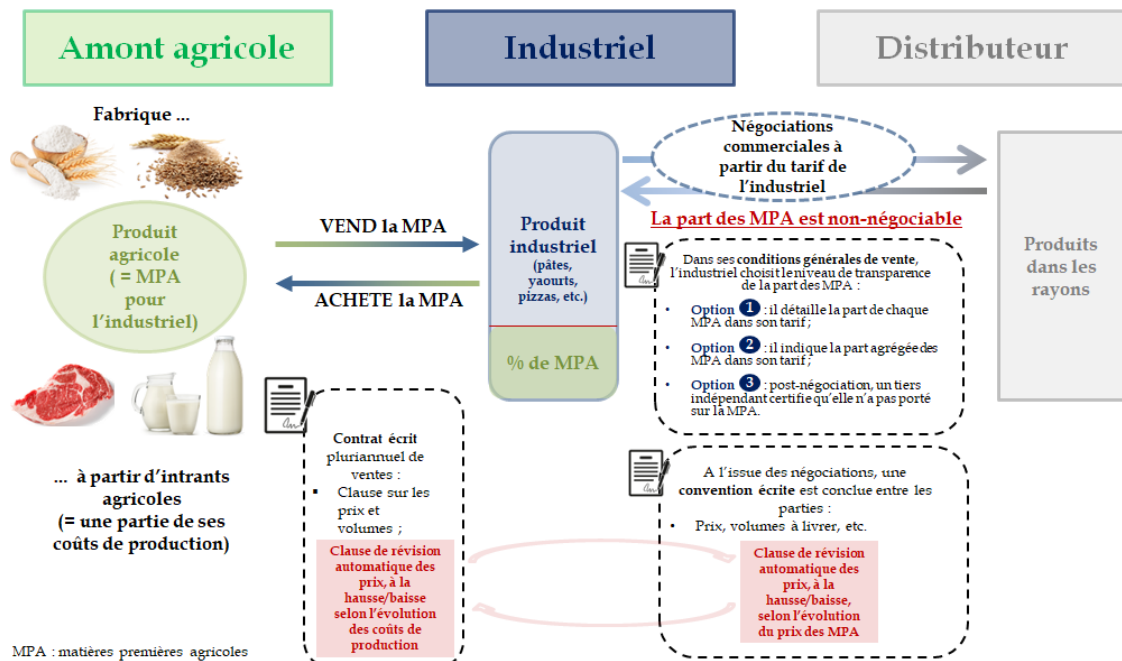 Amont agricole
Industriel
Distributeur
Fabrique ...
Produit
agricole
( = MPA
pour
l'industriel)
... à partir d'intrants
agricoles
(= une partie de ses
coûts de production)
MPA : matières premières agricoles
VEND la MPA
ACHETE la MPA
Contrat écrit
pluriannuel de
ventes :
▪ Clause sur les
prix et
volumes ;
Clause de révision
automatique des
prix, à la
hausse/baisse
selon l'évolution
des coûts de
production
Produit
industriel
(pâtes,
yaourts,
pizzas, etc.)
% de MPA
Négociations
commerciales à
partir du tarif de
l'industriel
La part des MPA est non-négociable
Dans ses conditions générales de vente,
l'industriel choisit le niveau de transparence
de la part des MPA :
• Option 1 : il détaille la part de chaque
MPA dans son tarif ;
• Option 2 : il indique la part agrégée des
MPA dans son tarif ;
• Option 3 : post-négociation, un tiers
indépendant certifie qu'elle n'a pas porté
sur la MPA.
A l'issue des négociations, une
convention écrite est conclue entre les
parties :
• Prix, volumes à livrer, etc.
Clause de révision
automatique des
prix, à la
hausse/baisse,
selon l'évolution
du prix des MPA
Produits
dans les
rayons